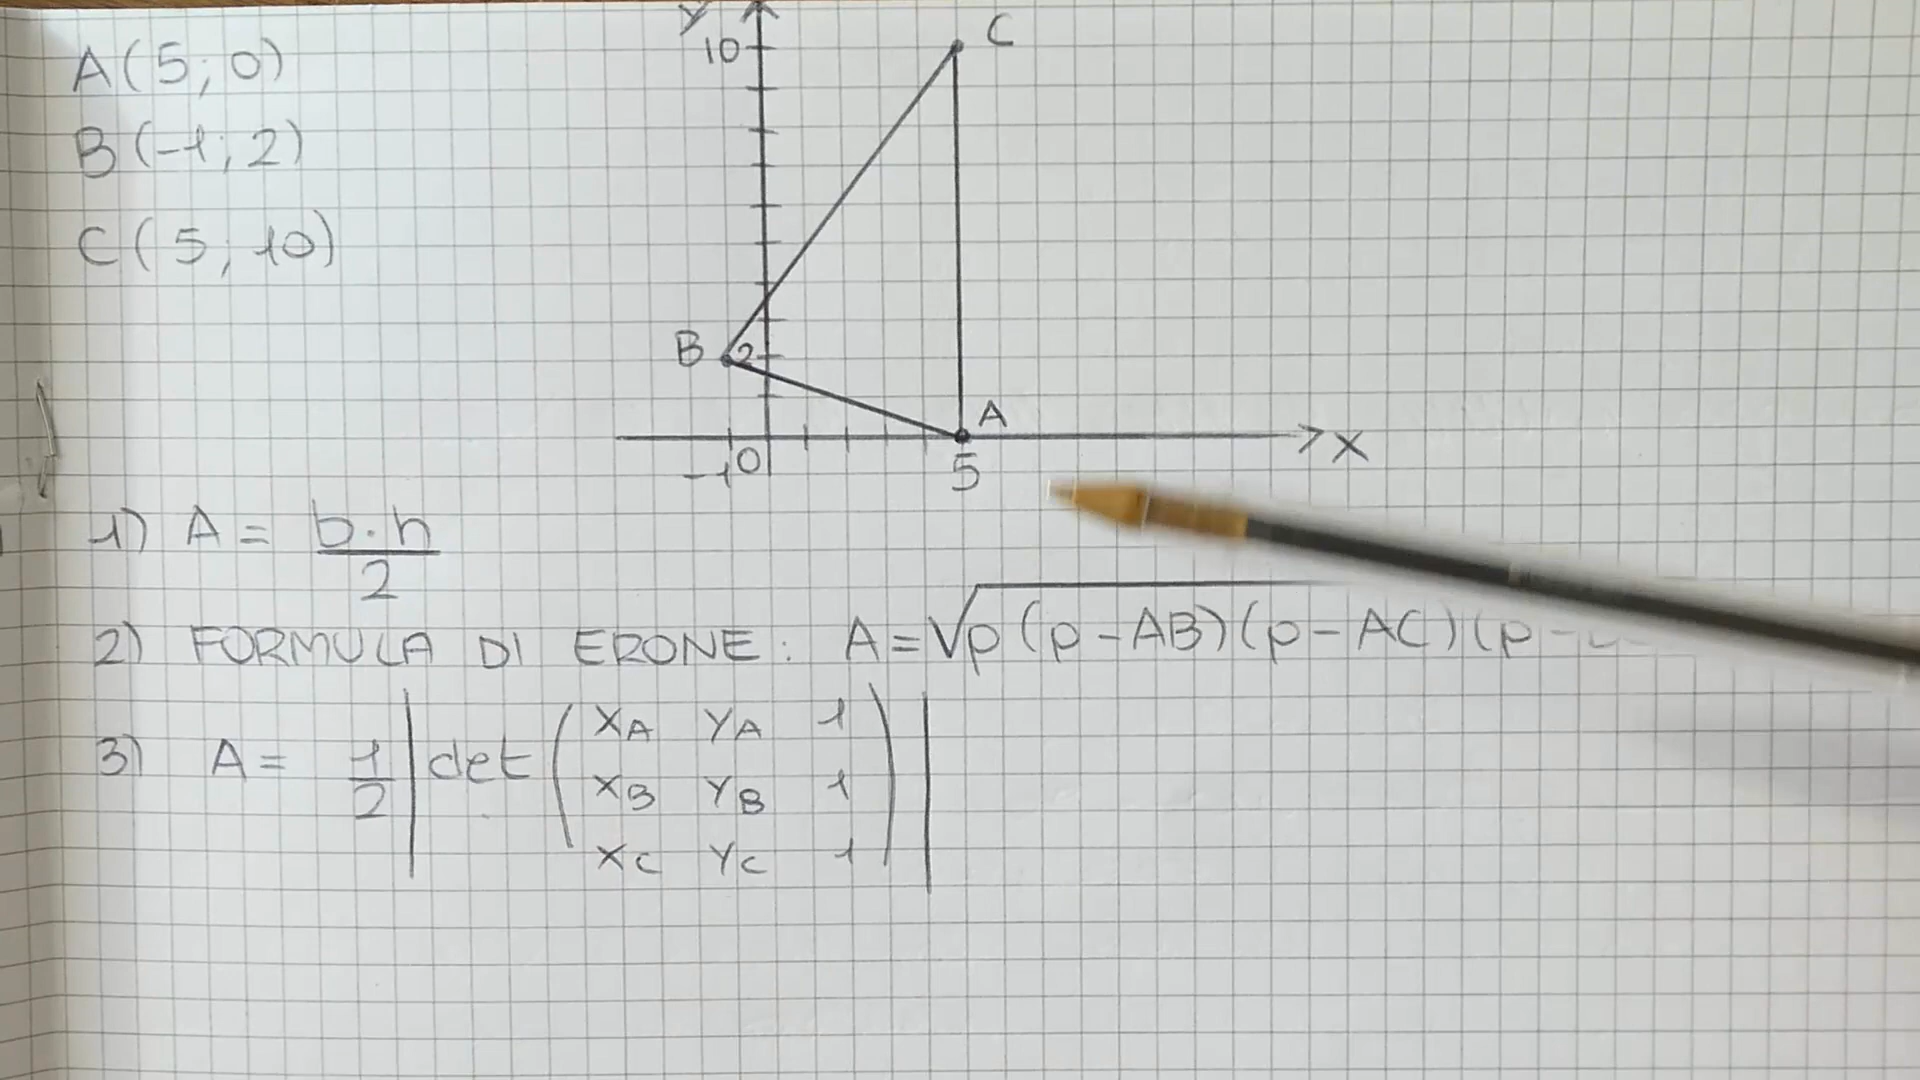 A(5; 0)
B(-1; 2)
C(5; 10)
y
10
C
B
2
A
-1
0
5
x
1) A = b·h
2
2) FORMULA DI ERONE: A = √p(p-AB)(p-AC)(p-
3) A = 1/2 |det( xA yA 1
xB yB 1
xC yC 1 )|